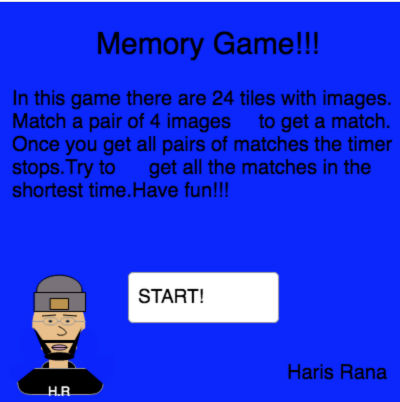 Memory Game!!!
In this game there are 24 tiles with images.
Match a pair of 4 images to get a match.
Once you get all pairs of matches the timer
stops.Try to get all the matches in the
shortest time.Have fun!!!
START!
Haris Rana
H.R